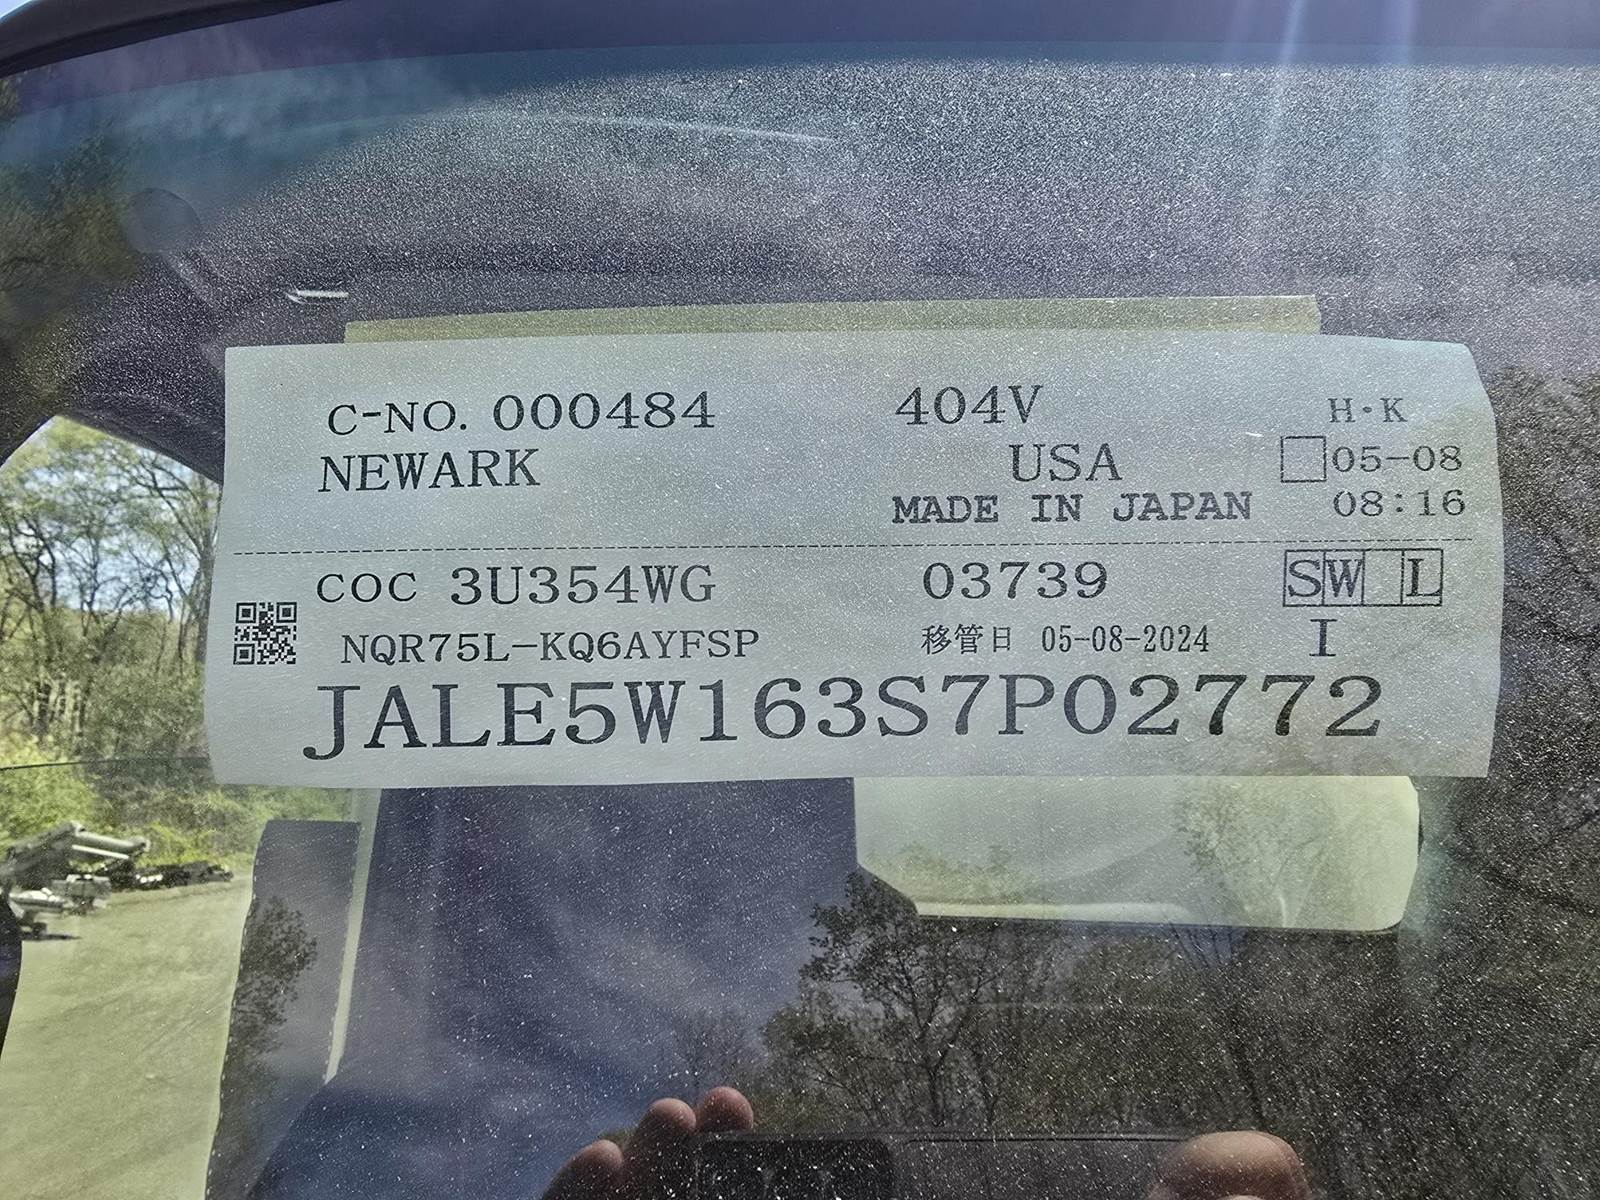 C-NO. 000484 404V H・K
NEWARK USA 05-08
MADE IN JAPAN 08:16
COC 3U354WG 03739 SW L
NQR75L-KQ6AYFSP 移管日 05-08-2024 I
JALE5W163S7P02772